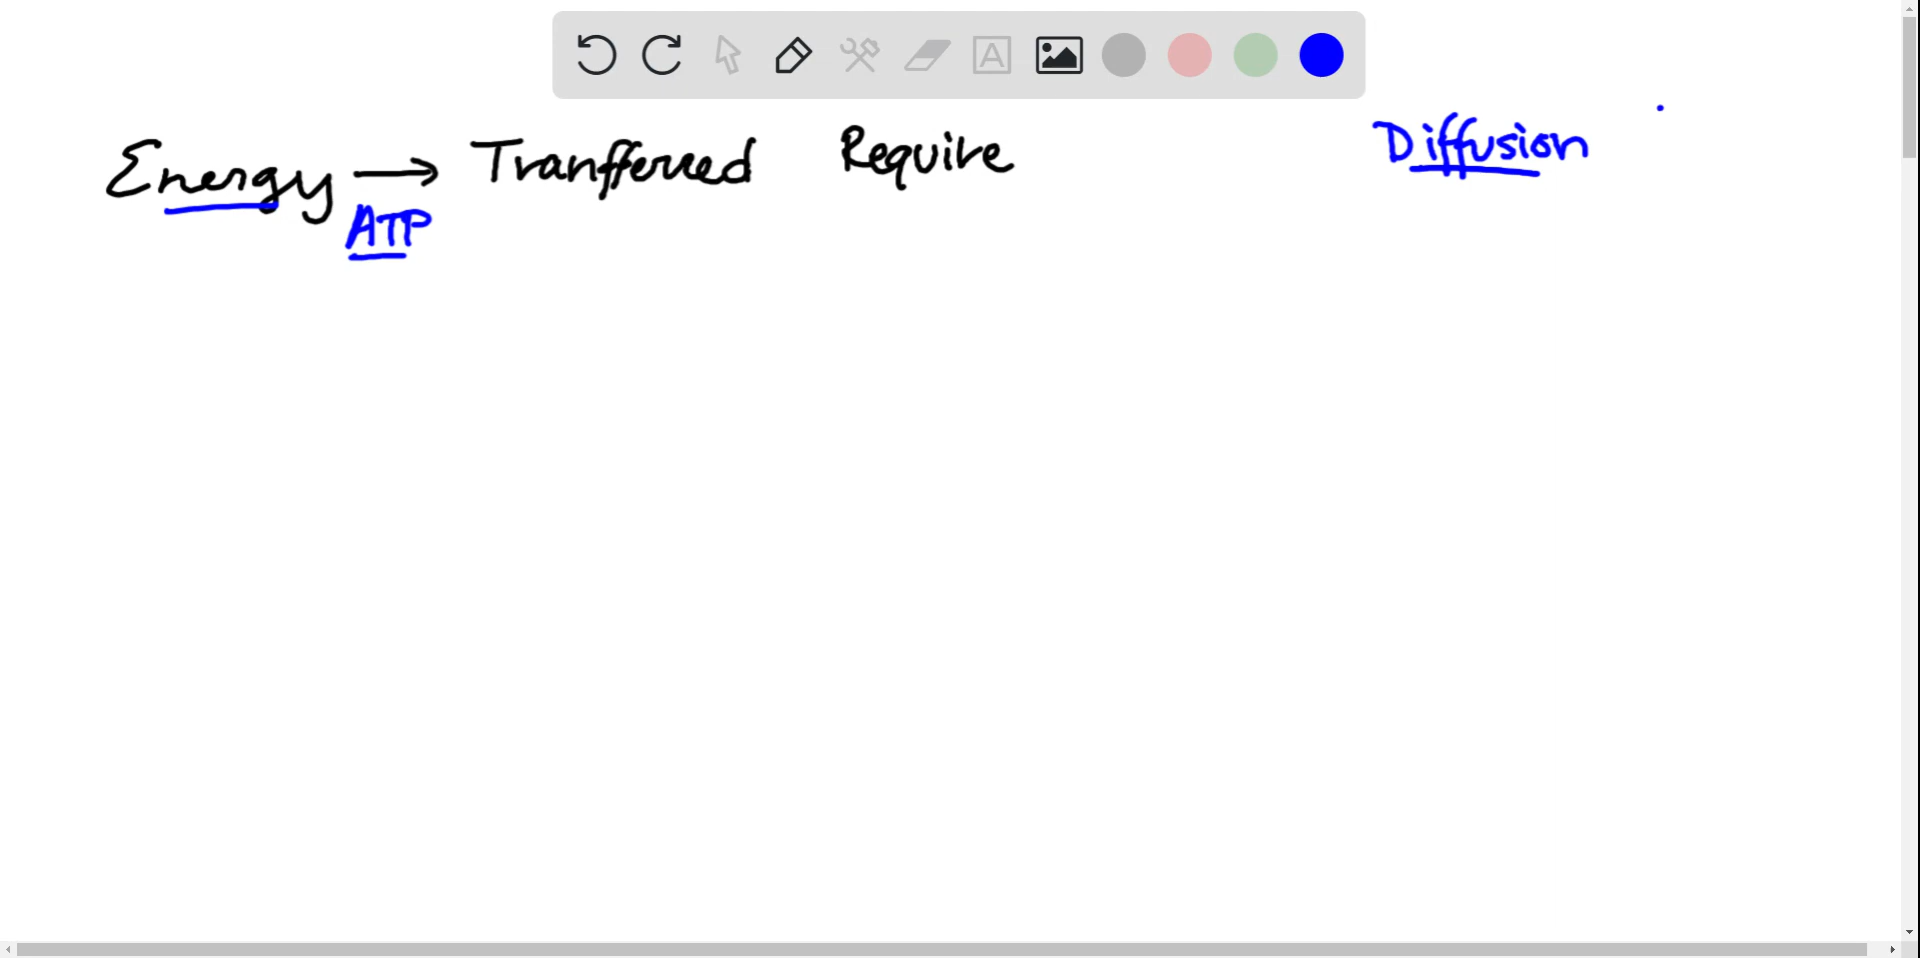 Energy → Tranfferred Require Diffusion
ATP